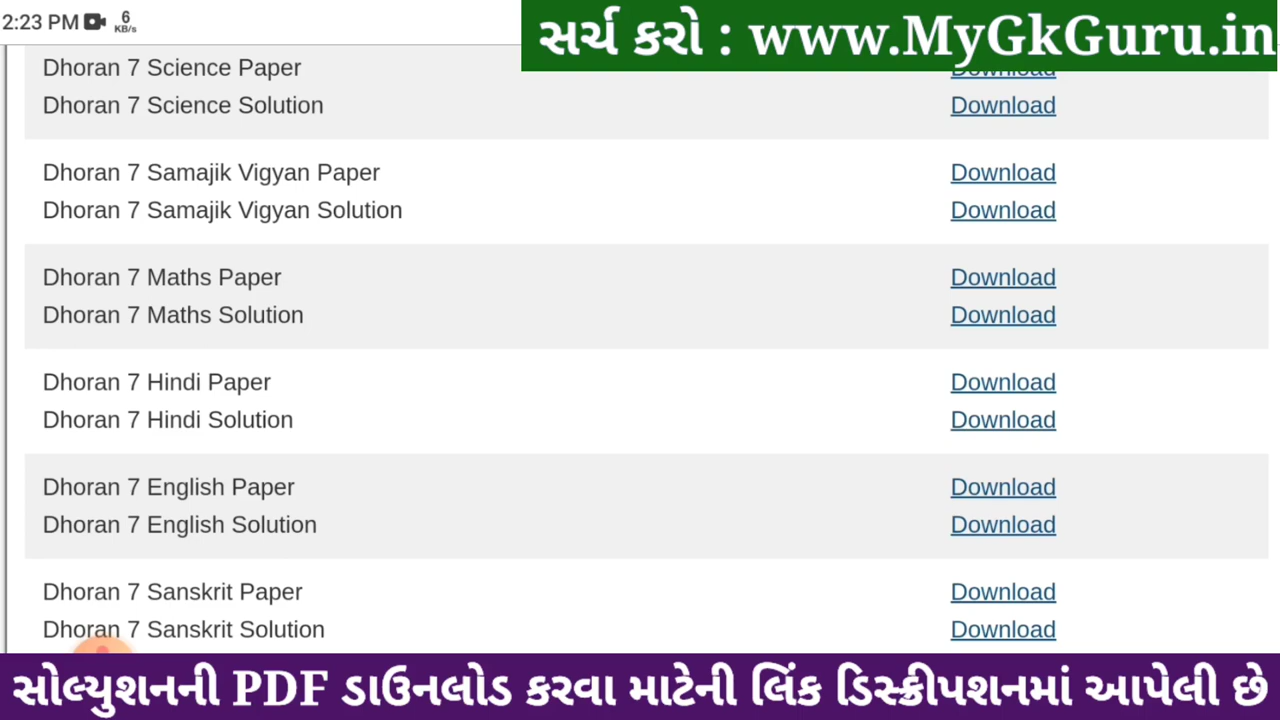 2:23 PM 6 KB/s
સર્ચ કરો : www.MyGkGuru.in
Dhoran 7 Science Paper Download
Dhoran 7 Science Solution Download
Dhoran 7 Samajik Vigyan Paper Download
Dhoran 7 Samajik Vigyan Solution Download
Dhoran 7 Maths Paper Download
Dhoran 7 Maths Solution Download
Dhoran 7 Hindi Paper Download
Dhoran 7 Hindi Solution Download
Dhoran 7 English Paper Download
Dhoran 7 English Solution Download
Dhoran 7 Sanskrit Paper Download
Dhoran 7 Sanskrit Solution Download
સોલ્યુશનની PDF ડાઉનલોડ કરવા માટેની લિંક ડિસ્ક્રીપશનમાં આપેલી છે